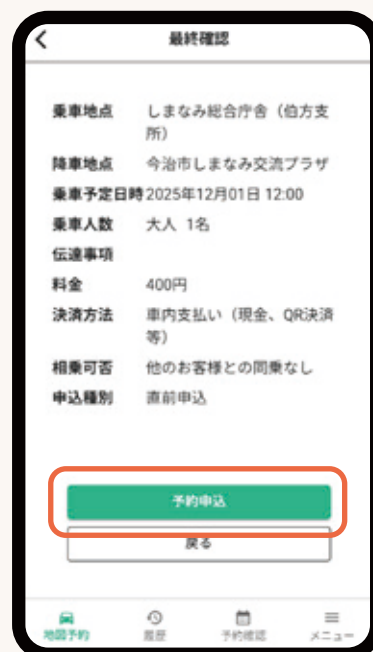 最終確認
乗車地点 しまなみ総合庁舎（伯方支
所）
降車地点 今治市しまなみ交流プラザ
乗車予定日時 2025年12月01日 12:00
乗車人数 大人 1名
伝達事項
料金 400円
決済方法 車内支払い（現金、QR決済
等）
相乗可否 他のお客様との同乗なし
申込種別 直前申込
予約申込
戻る
地図予約 履歴 予約確認 メニュー